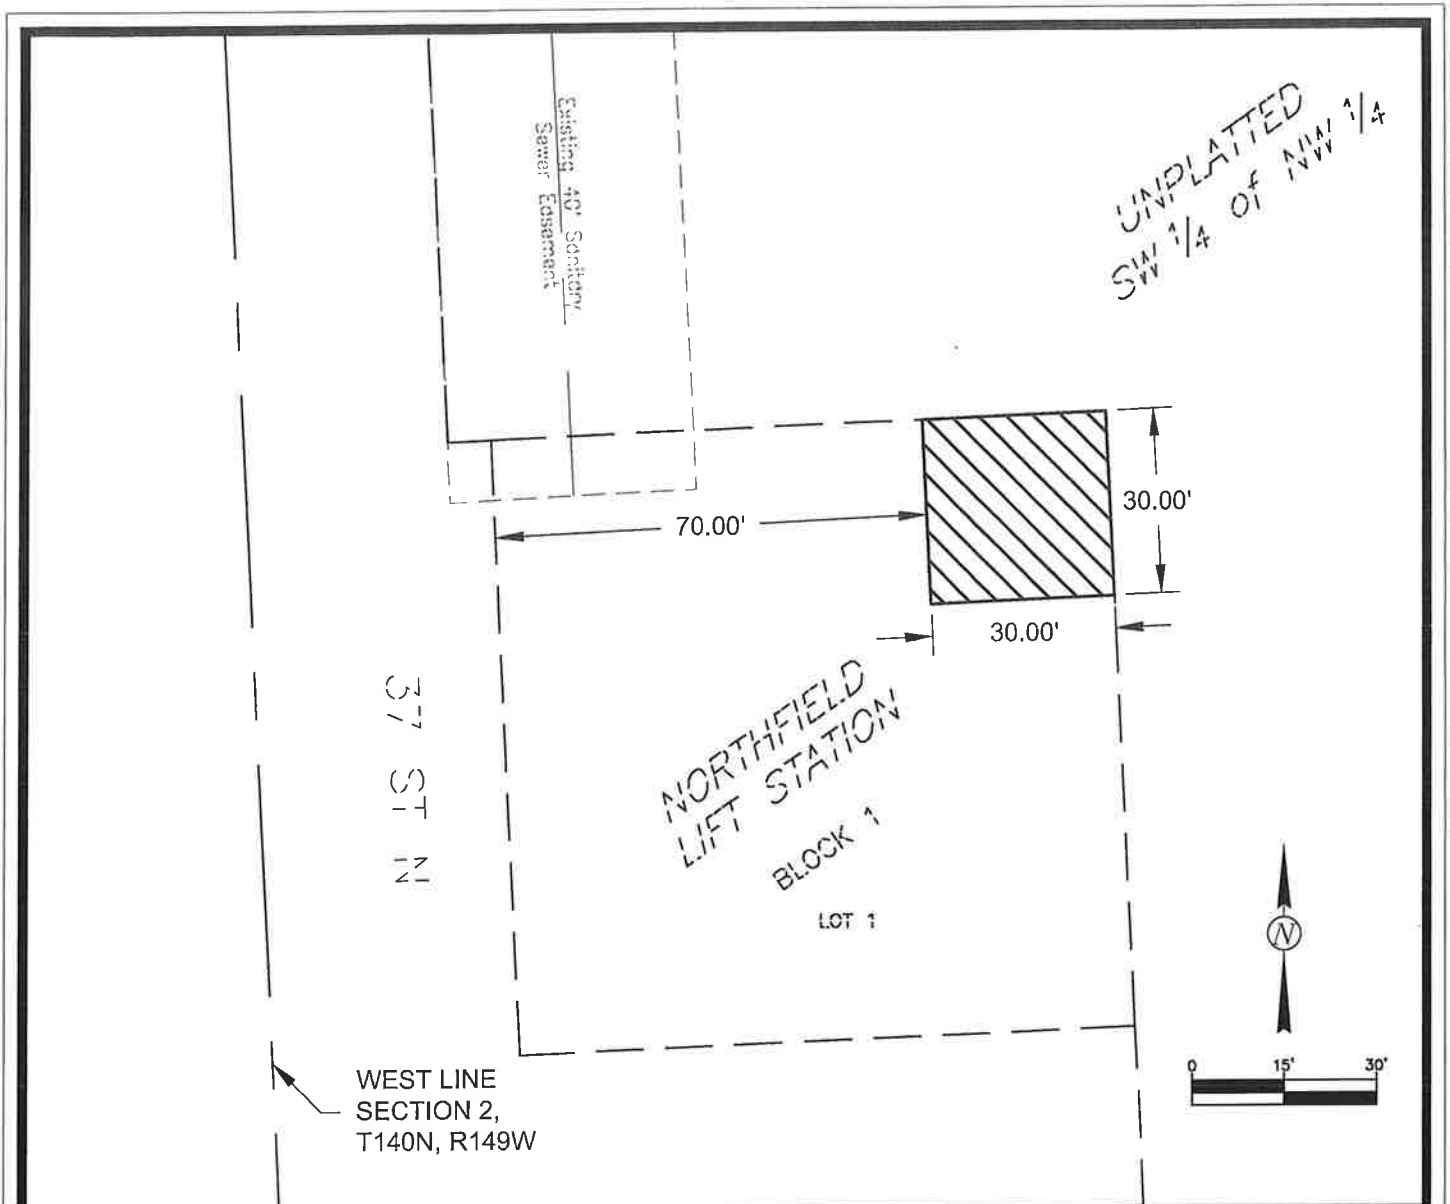 Existing 40' Sanitary
Sewer Easement
UNPLATTED
SW 1/4 of NW 1/4
70.00'
30.00'
30.00'
37 ST N
NORTHFIELD
LIFT STATION
BLOCK 1
LOT 1
N
0 15' 30'
WEST LINE
SECTION 2,
T140N, R149W